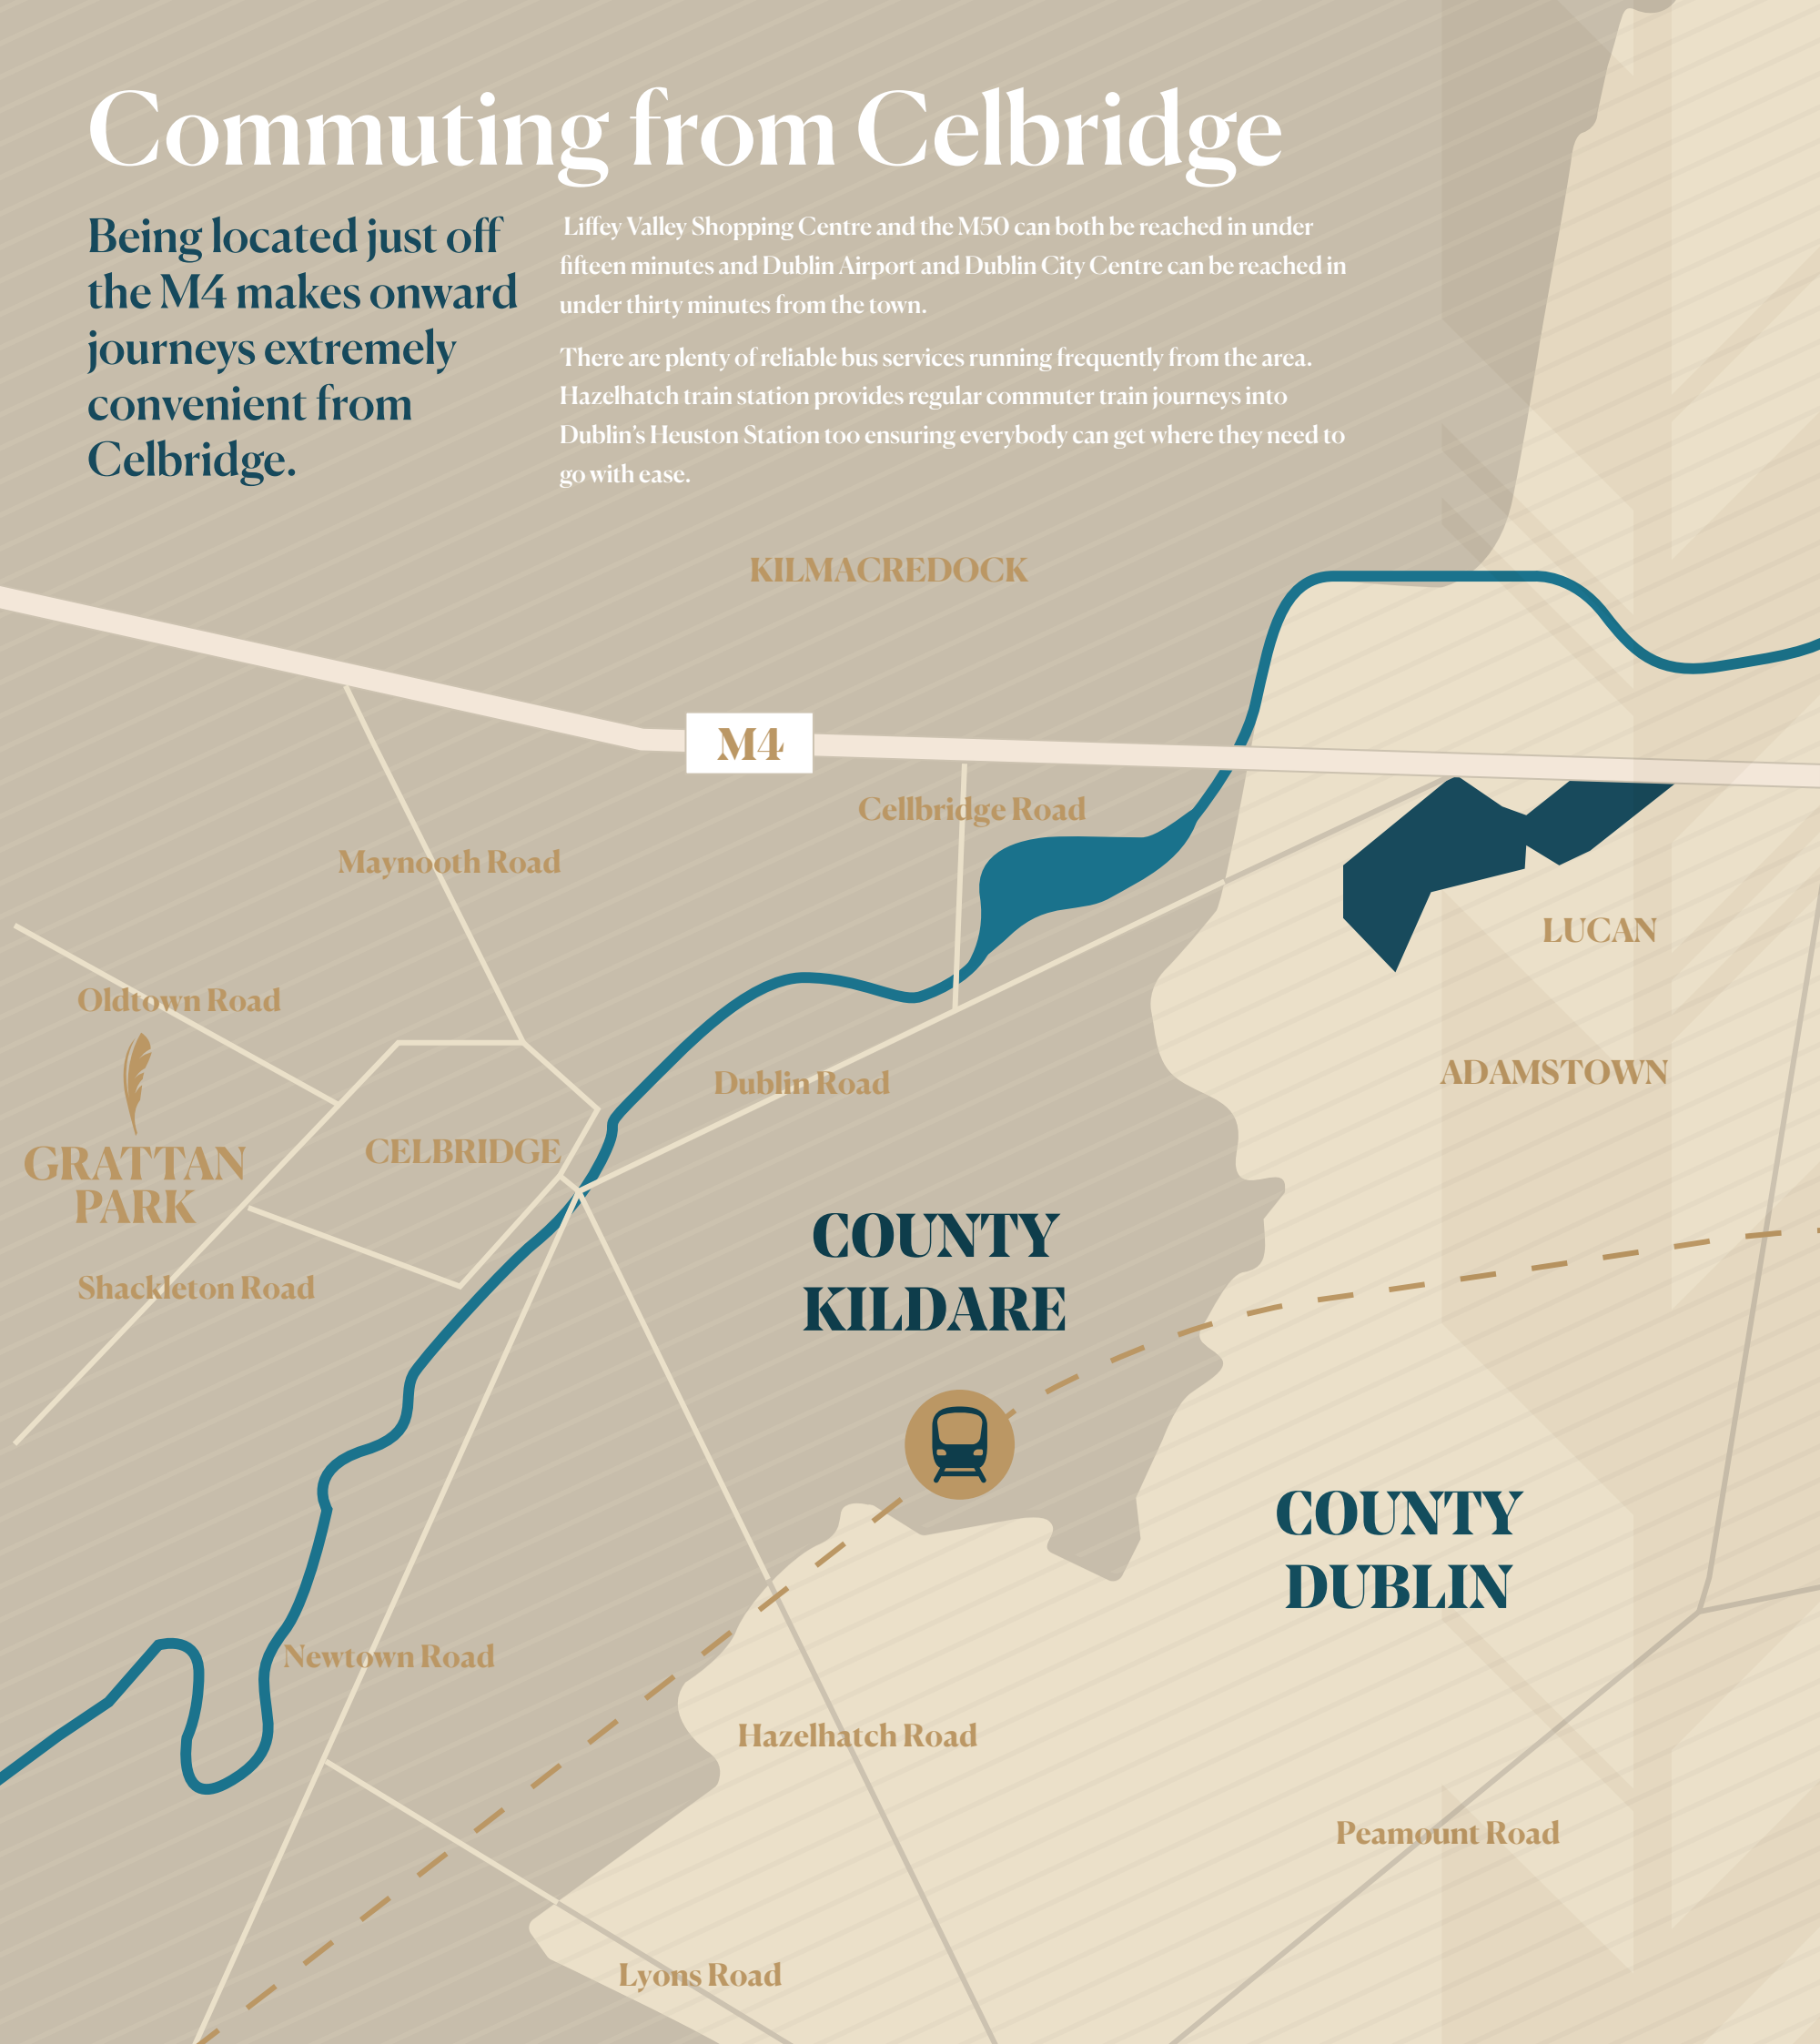 Commuting from Celbridge
Being located just off
the M4 makes onward
journeys extremely
convenient from
Celbridge.
Liffey Valley Shopping Centre and the M50 can both be reached in under
fifteen minutes and Dublin Airport and Dublin City Centre can be reached in
under thirty minutes from the town.
There are plenty of reliable bus services running frequently from the area.
Hazelhatch train station provides regular commuter train journeys into
Dublin's Heuston Station too ensuring everybody can get where they need to
go with ease.
KILMACREDOCK
M4
Cellbridge Road
Maynooth Road
LUCAN
Oldtown Road
ADAMSTOWN
Dublin Road
CELBRIDGE
GRATTAN
PARK
COUNTY
KILDARE
Shackleton Road
COUNTY
DUBLIN
Newtown Road
Hazelhatch Road
Peamount Road
Lyons Road